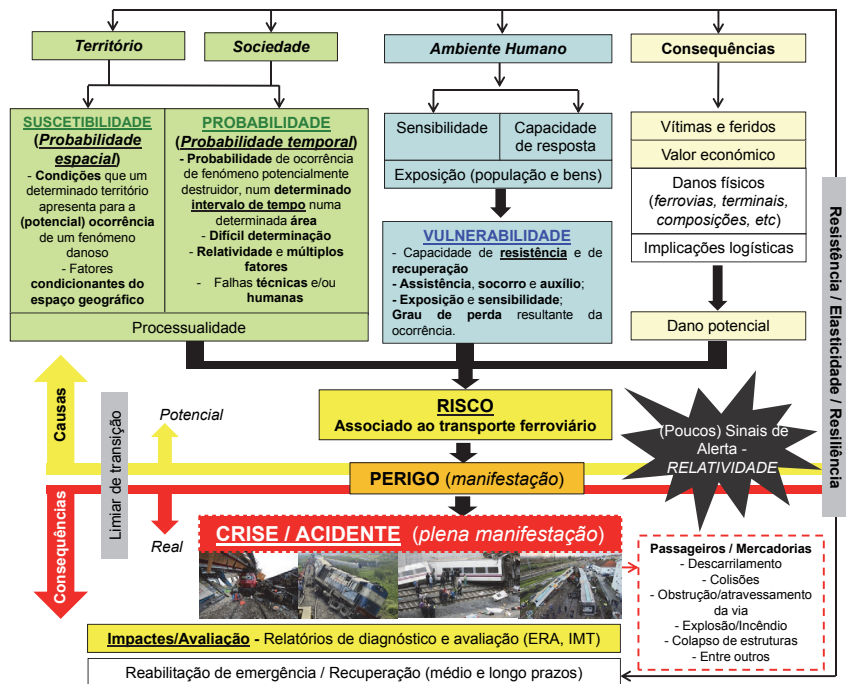 Território
Sociedade
Ambiente Humano
Consequências
SUSCETIBILIDADE
(Probabilidade
espacial)
- Condições que um
determinado território
apresenta para a
(potencial) ocorrência
de um fenómeno
danoso
- Fatores
condicionantes do
espaço geográfico
PROBABILIDADE
(Probabilidade temporal)
- Probabilidade de ocorrência
de fenómeno potencialmente
destruidor, num determinado
intervalo de tempo numa
determinada área
- Difícil determinação
- Relatividade e múltiplos
fatores
- Falhas técnicas e/ou
humanas
Processualidade
Sensibilidade
Capacidade
de resposta
Exposição (população e bens)
VULNERABILIDADE
- Capacidade de resistência e de
recuperação
- Assistência, socorro e auxílio;
- Exposição e sensibilidade;
Grau de perda resultante da
ocorrência.
Vítimas e feridos
Valor económico
Danos físicos
(ferrovias, terminais,
composições, etc)
Implicações logísticas
Dano potencial
Resistência / Elasticidade / Resiliência
Causas
Consequências
Limiar de transição
Potencial
Real
RISCO
Associado ao transporte ferroviário
(Poucos) Sinais de
Alerta -
RELATIVIDADE
PERIGO (manifestação)
CRISE / ACIDENTE (plena manifestação)
Passageiros / Mercadorias
- Descarrilamento
- Colisões
- Obstrução/atravessamento
da via
- Explosão/Incêndio
- Colapso de estruturas
- Entre outros
Impactes/Avaliação - Relatórios de diagnóstico e avaliação (ERA, IMT)
Reabilitação de emergência / Recuperação (médio e longo prazos)